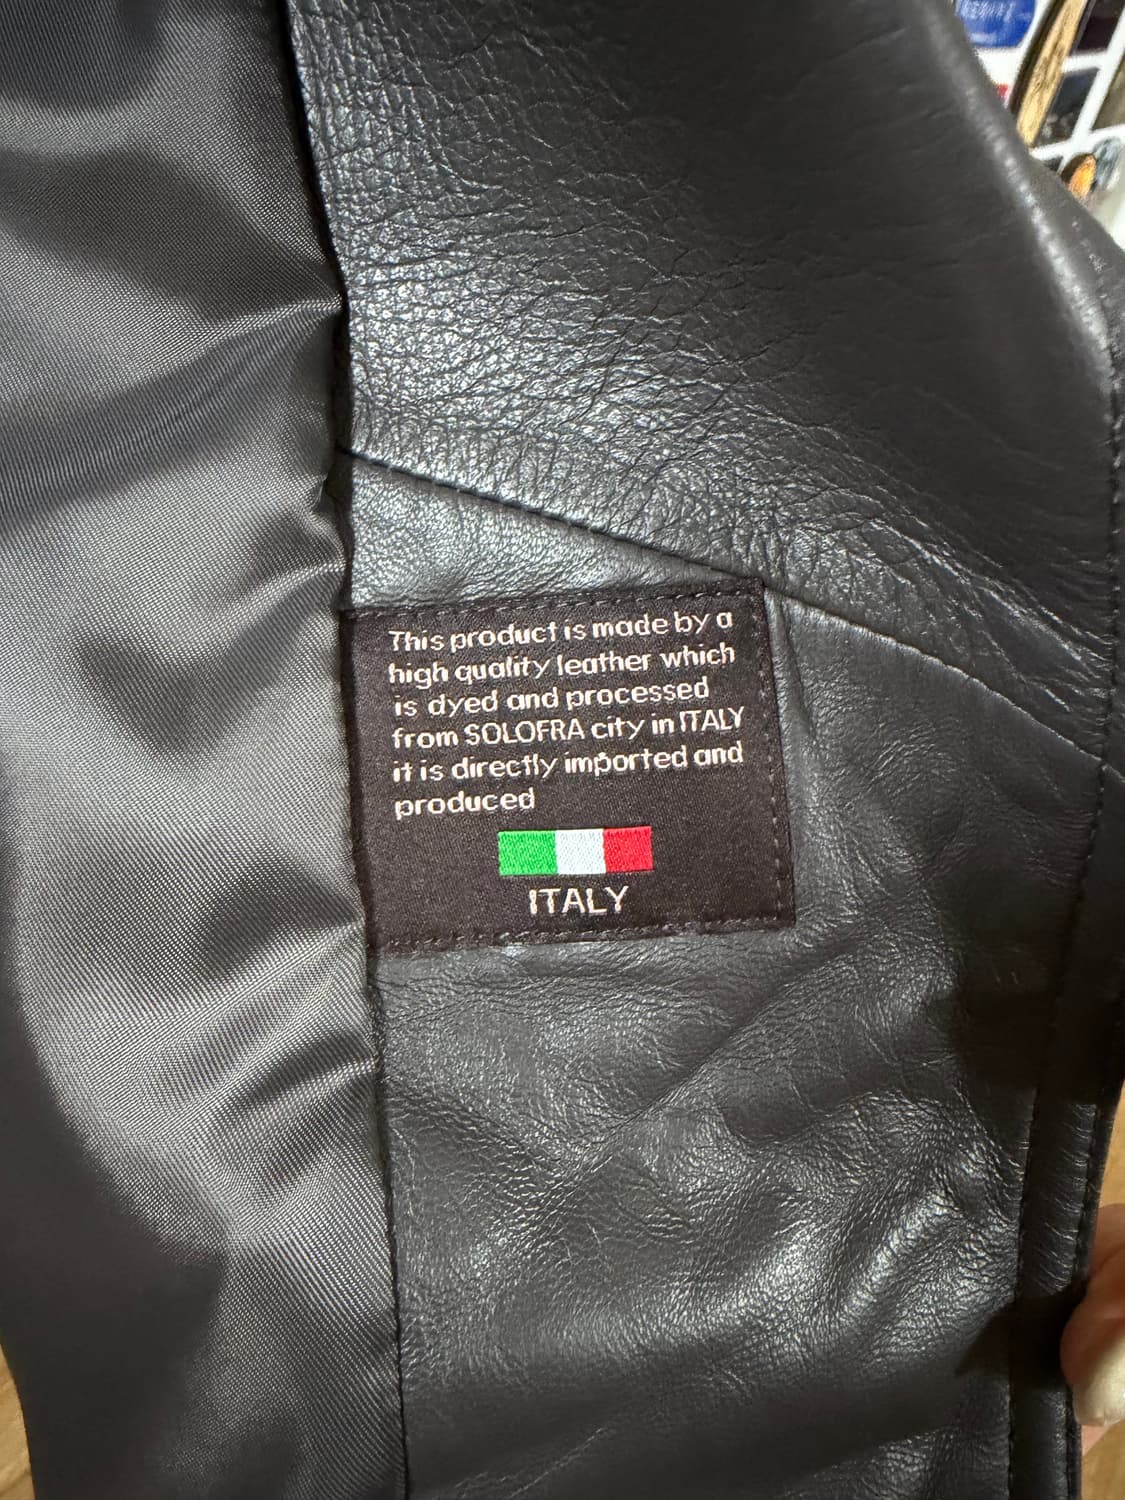 This product is made by a
high quality leather which
is dyed and processed
from SOLOFRA city in ITALY
it is directly imported and
produced
ITALY